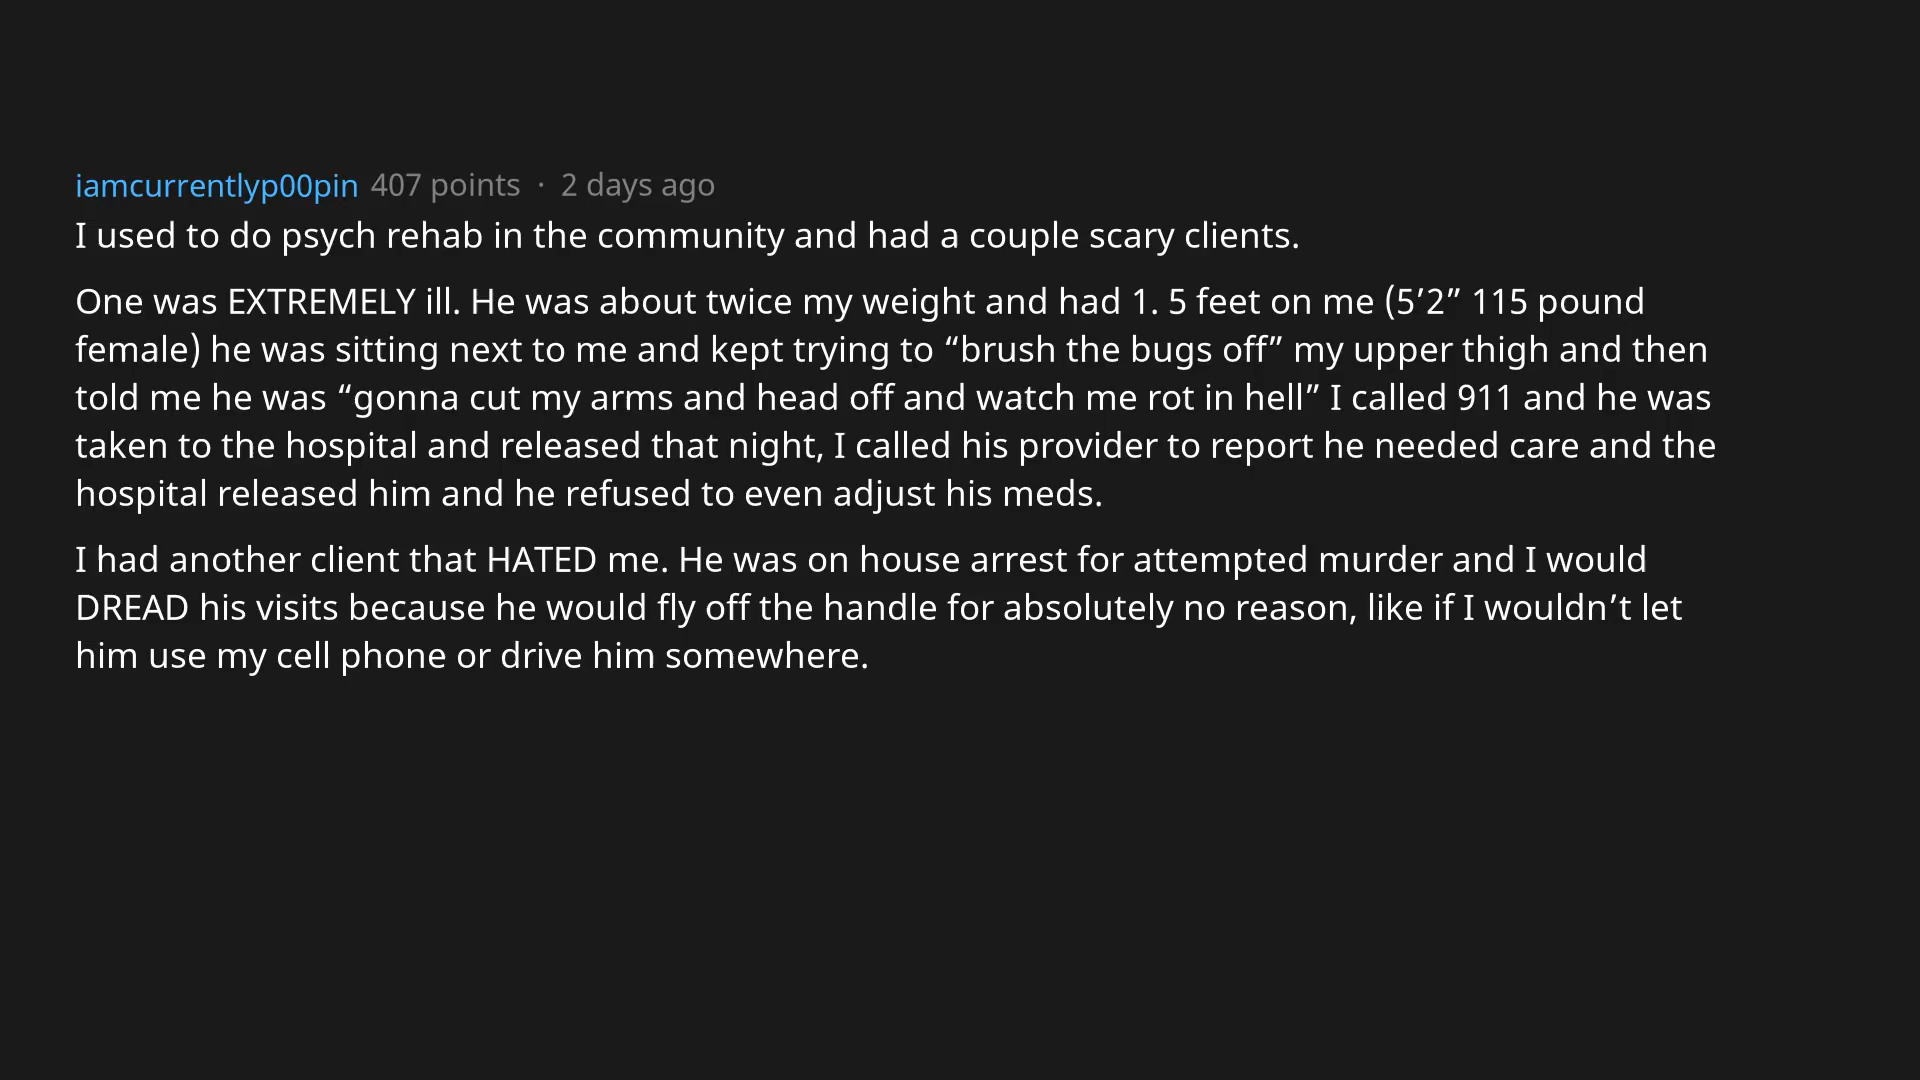 iamcurrentlyp00pin 407 points · 2 days ago
I used to do psych rehab in the community and had a couple scary clients.
One was EXTREMELY ill. He was about twice my weight and had 1. 5 feet on me (5’2” 115 pound
female) he was sitting next to me and kept trying to “brush the bugs off” my upper thigh and then
told me he was “gonna cut my arms and head off and watch me rot in hell” I called 911 and he was
taken to the hospital and released that night, I called his provider to report he needed care and the
hospital released him and he refused to even adjust his meds.
I had another client that HATED me. He was on house arrest for attempted murder and I would
DREAD his visits because he would fly off the handle for absolutely no reason, like if I wouldn’t let
him use my cell phone or drive him somewhere.